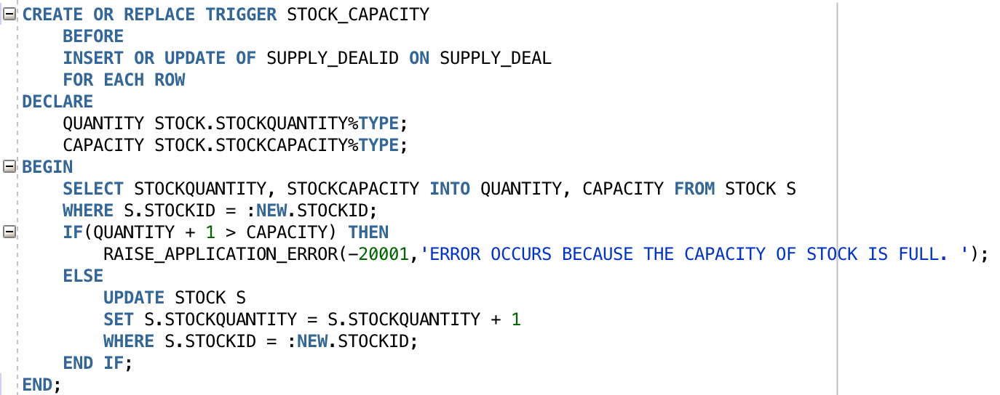 CREATE OR REPLACE TRIGGER STOCK_CAPACITY
    BEFORE
    INSERT OR UPDATE OF SUPPLY_DEALID ON SUPPLY_DEAL
    FOR EACH ROW
DECLARE
    QUANTITY STOCK.STOCKQUANTITY%TYPE;
    CAPACITY STOCK.STOCKCAPACITY%TYPE;
BEGIN
    SELECT STOCKQUANTITY, STOCKCAPACITY INTO QUANTITY, CAPACITY FROM STOCK S
    WHERE S.STOCKID = :NEW.STOCKID;
    IF(QUANTITY + 1 > CAPACITY) THEN
        RAISE_APPLICATION_ERROR(-20001,'ERROR OCCURS BECAUSE THE CAPACITY OF STOCK IS FULL. ');
    ELSE
        UPDATE STOCK S
        SET S.STOCKQUANTITY = S.STOCKQUANTITY + 1
        WHERE S.STOCKID = :NEW.STOCKID;
    END IF;
END;